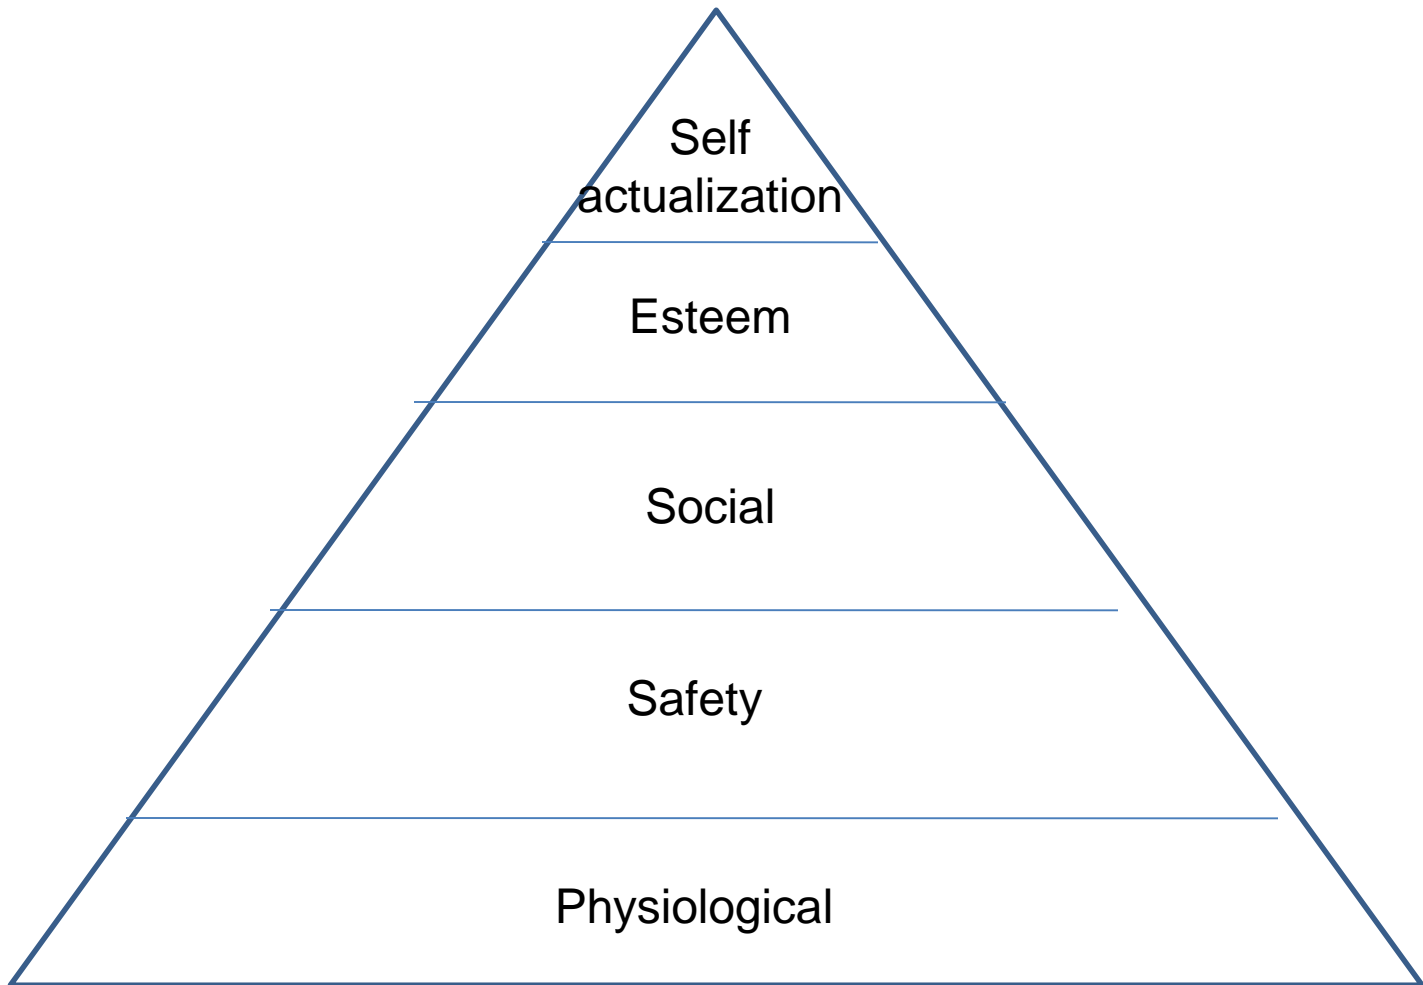 Self
actualization
Esteem
Social
Safety
Physiological